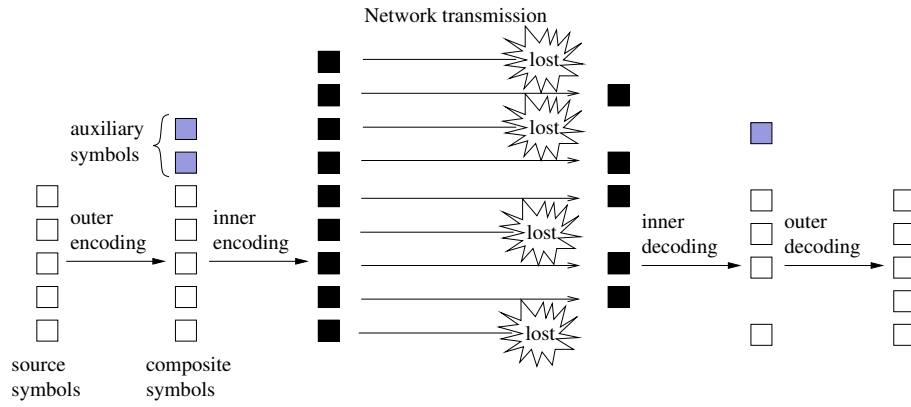 Network transmission
lost
lost
auxiliary
symbols
outer
encoding
inner
encoding
lost
inner
decoding
outer
decoding
lost
source
symbols
composite
symbols